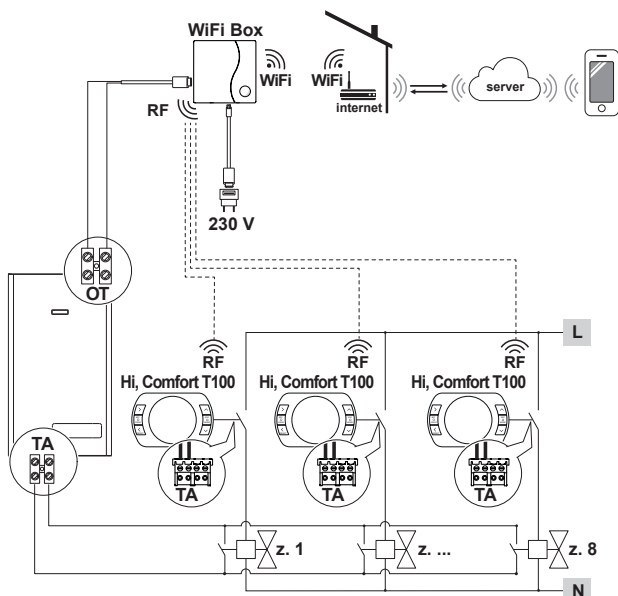 WiFi Box
WiFi
WiFi
internet
server
RF
230 V
OT
L
RF
RF
RF
Hi, Comfort T100
Hi, Comfort T100
Hi, Comfort T100
TA
TA
TA
TA
z. 1
z. ...
z. 8
N